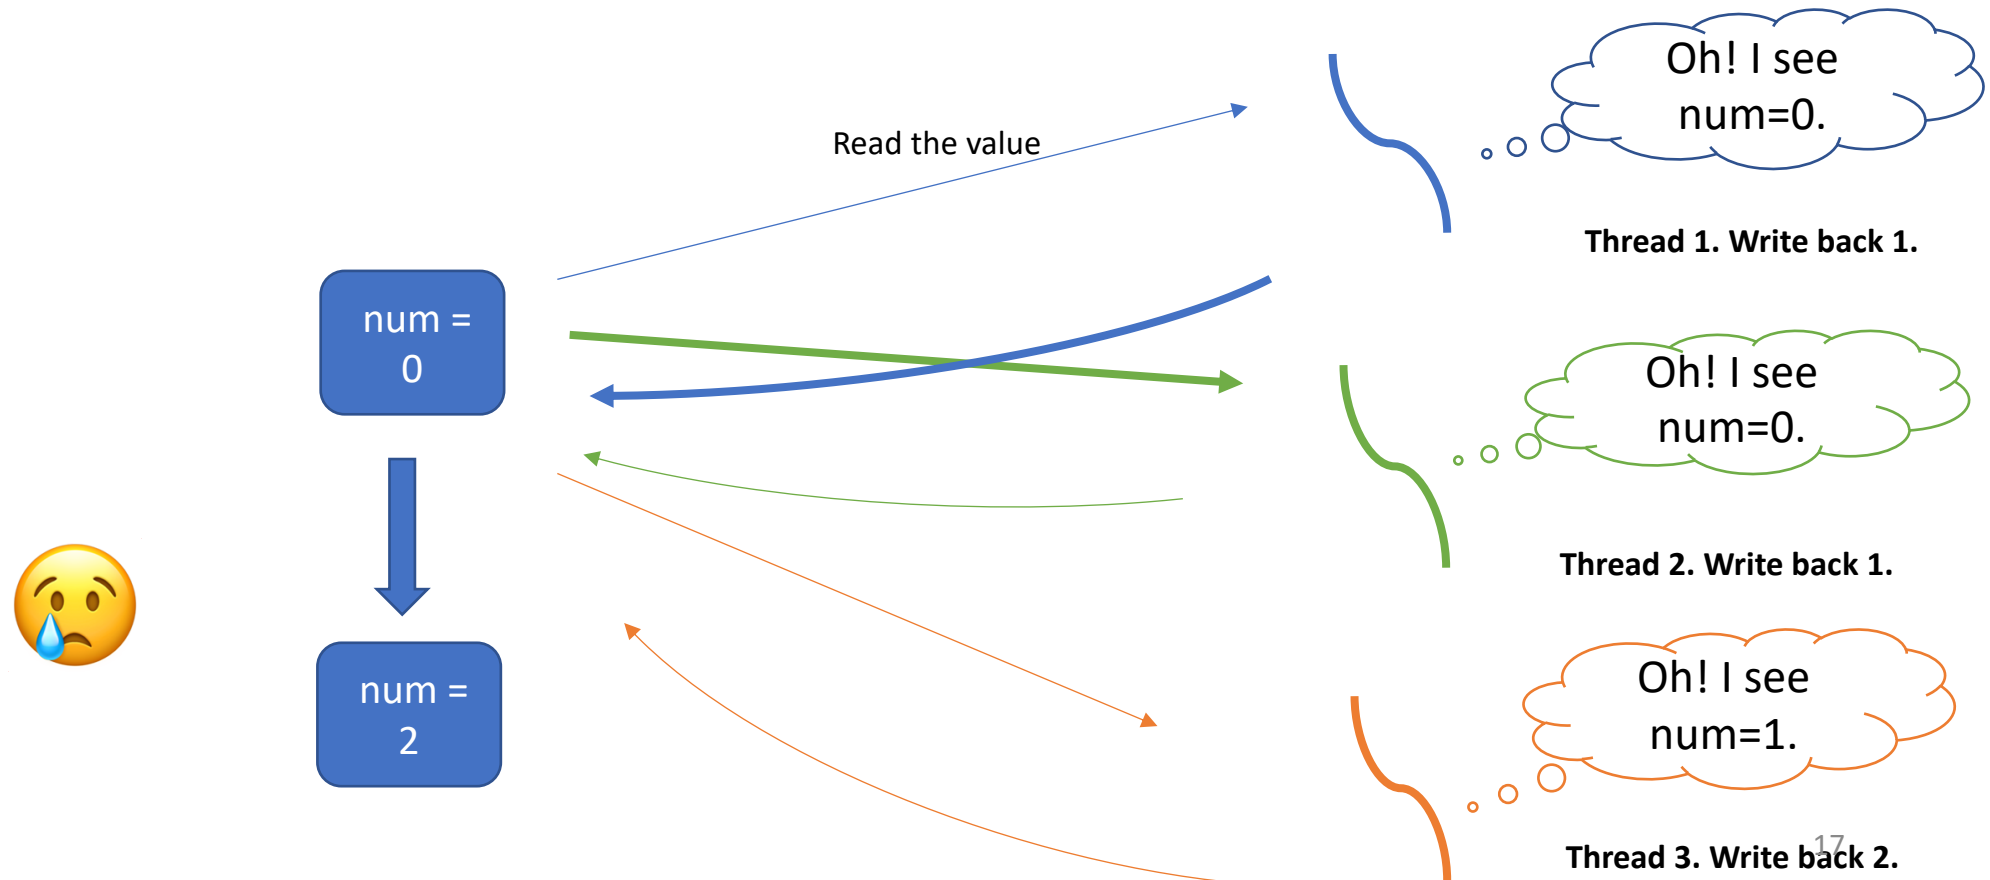 Oh! I see
num=0.
Read the value
Thread 1. Write back 1.
num =
0
Oh! I see
num=0.
Thread 2. Write back 1.
Oh! I see
num=1.
num =
2
17
Thread 3. Write back 2.